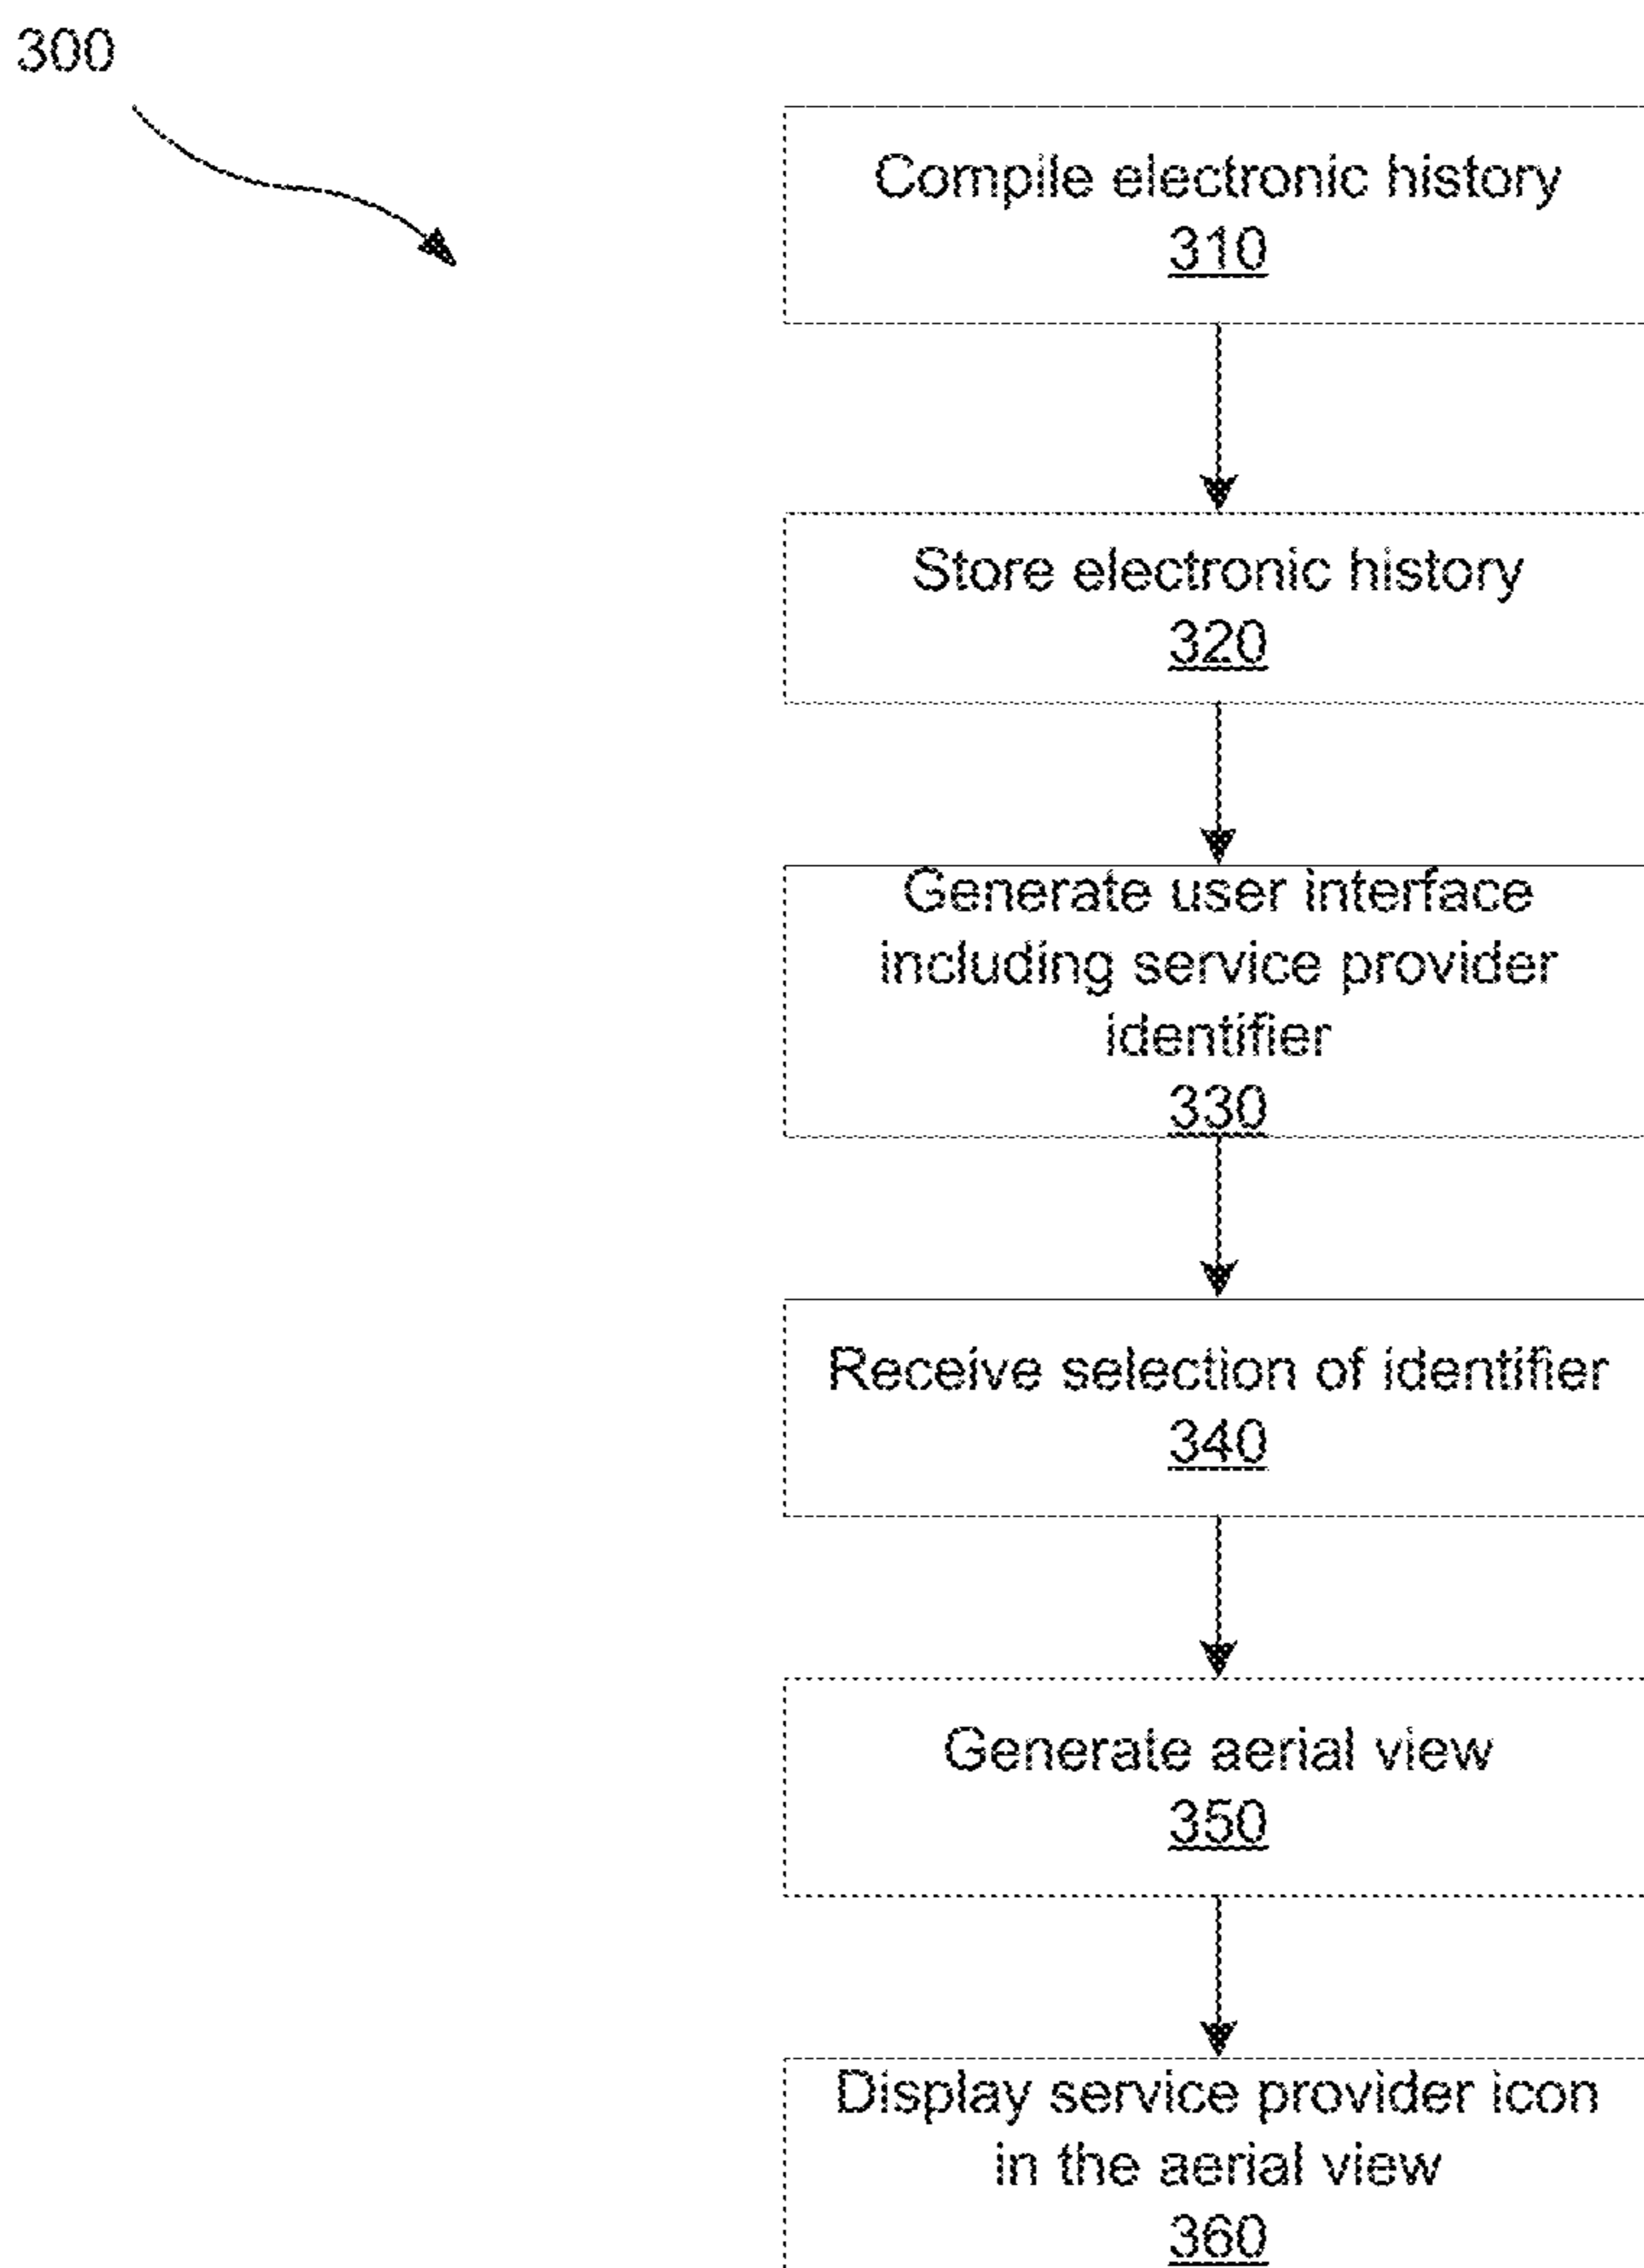 300
Compile electronic history
310
Store electronic history
320
Generate user interface
including service provider
identifier
330
Receive selection of identifier
340
Generate aerial view
350
Display service provider icon
in the aerial view
360